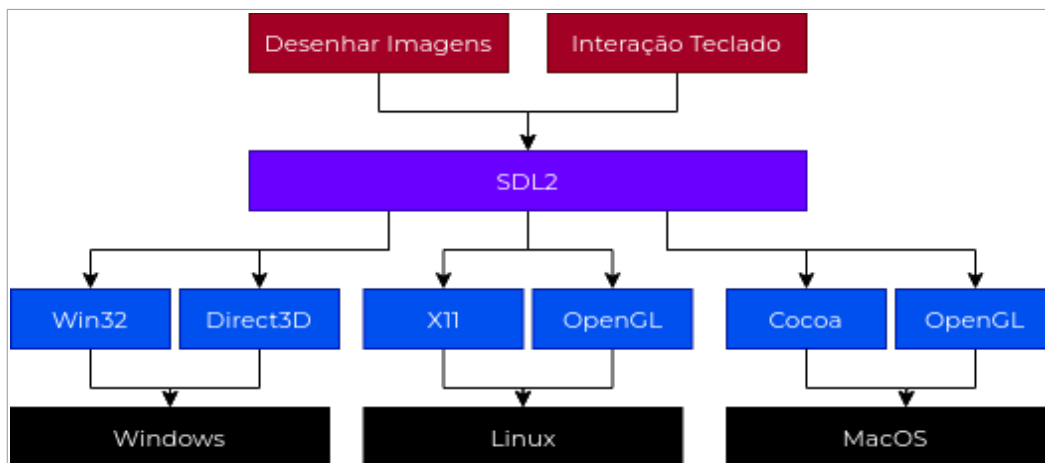 Desenhar Imagens
Interação Teclado
SDL2
Win32
Direct3D
X11
OpenGL
Cocoa
OpenGL
Windows
Linux
MacOS